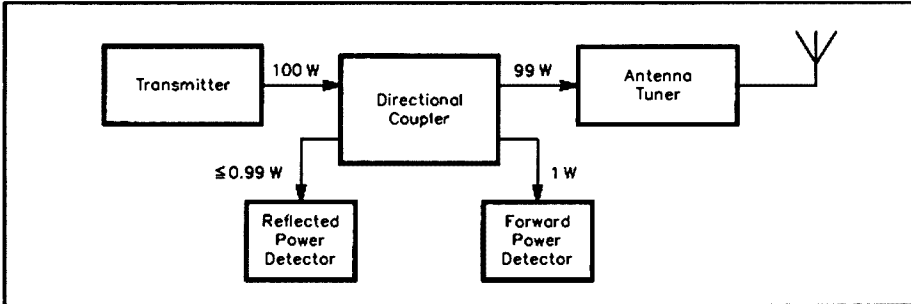 Transmitter
100 W
Directional
Coupler
99 W
Antenna
Tuner
≦0.99 W
1 W
Reflected
Power
Detector
Forward
Power
Detector